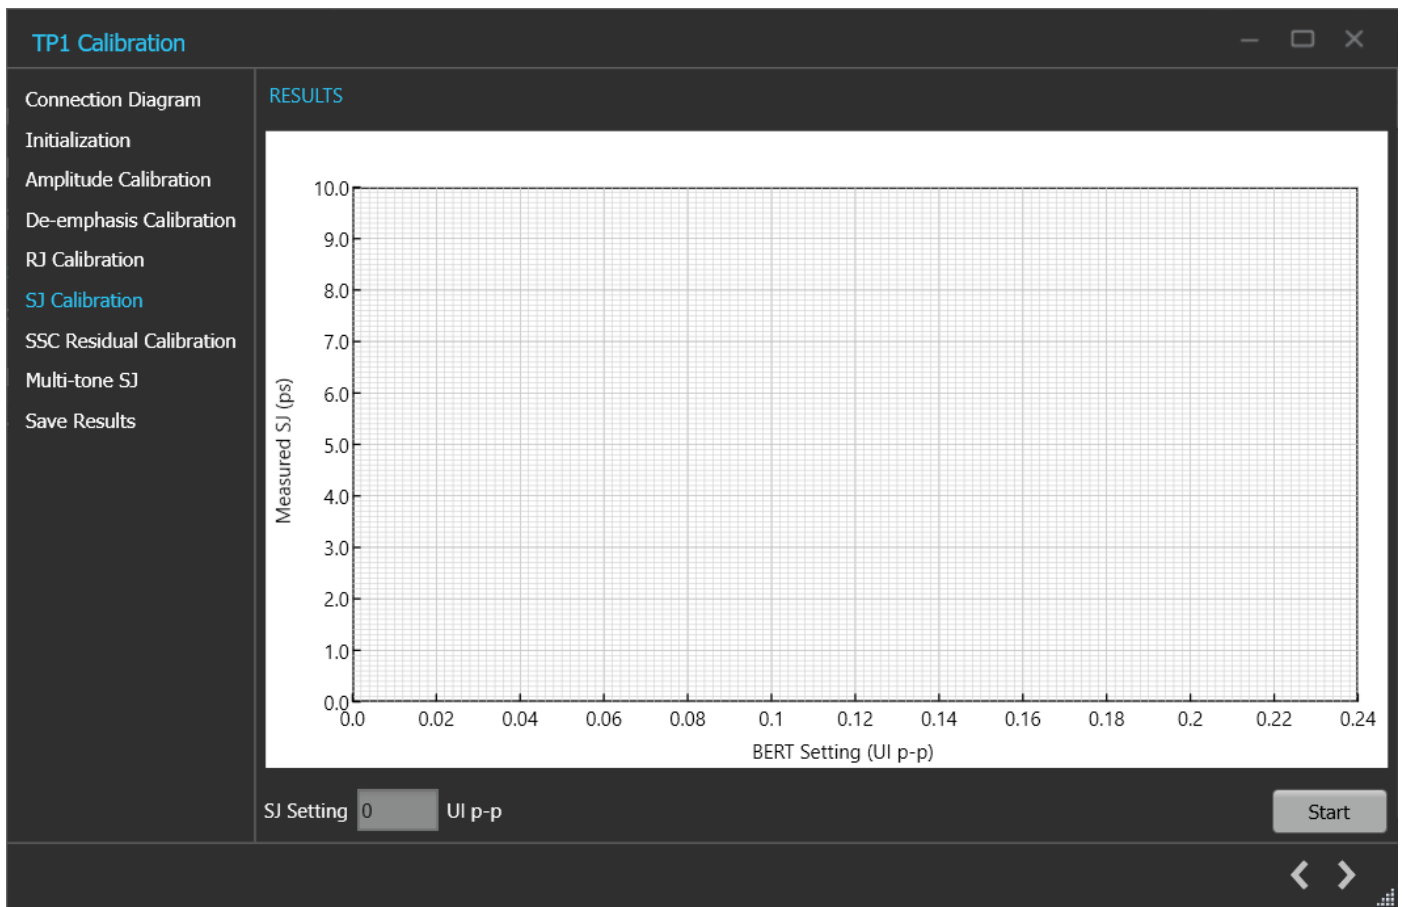 TP1 Calibration
Connection Diagram
Initialization
Amplitude Calibration
De-emphasis Calibration
RJ Calibration
SJ Calibration
SSC Residual Calibration
Multi-tone SJ
Save Results
RESULTS
Measured SJ (ps)
10.0
9.0
8.0
7.0
6.0
5.0
4.0
3.0
2.0
1.0
0.0
0.0 0.02 0.04 0.06 0.08 0.1 0.12 0.14 0.16 0.18 0.2 0.22 0.24
BERT Setting (UI p-p)
SJ Setting 0 UI p-p
Start